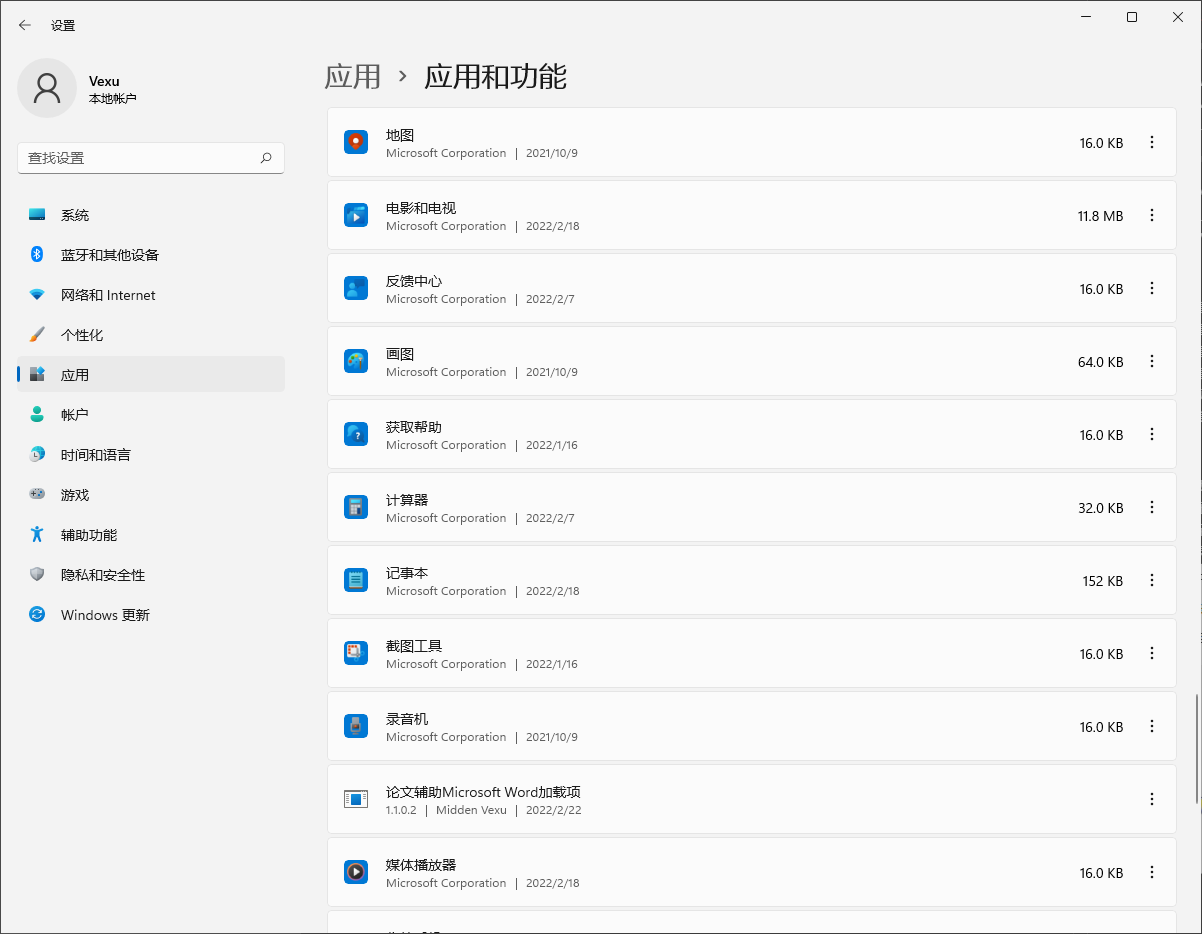 设置
Vexu
本地帐户
查找设置
系统
蓝牙和其他设备
网络和 Internet
个性化
应用
帐户
时间和语言
游戏
辅助功能
隐私和安全性
Windows 更新
应用 › 应用和功能
地图
Microsoft Corporation | 2021/10/9
16.0 KB
电影和电视
Microsoft Corporation | 2022/2/18
11.8 MB
反馈中心
Microsoft Corporation | 2022/2/7
16.0 KB
画图
Microsoft Corporation | 2021/10/9
64.0 KB
获取帮助
Microsoft Corporation | 2022/1/16
16.0 KB
计算器
Microsoft Corporation | 2022/2/7
32.0 KB
记事本
Microsoft Corporation | 2022/2/18
152 KB
截图工具
Microsoft Corporation | 2022/1/16
16.0 KB
录音机
Microsoft Corporation | 2021/10/9
16.0 KB
论文辅助Microsoft Word加载项
1.1.0.2 | Midden Vexu | 2022/2/22
媒体播放器
Microsoft Corporation | 2022/2/18
16.0 KB